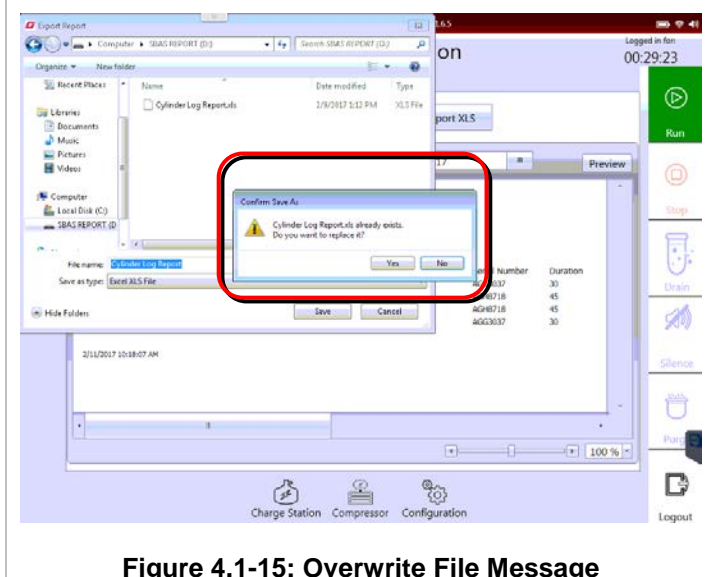 Export Report
1.6.5
Computer ▸ SBAS REPORT (D:)
Search SBAS REPORT (D:)
on
Logged in for:
00:29:23
Organize
New folder
Recent Places
Name
Date modified
Type
Cylinder Log Report.xls
2/9/2017 1:12 PM
XLS File
Libraries
Documents
Music
Pictures
Videos
port XLS
Run
17
Preview
Computer
Local Disk (C:)
SBAS REPORT (D
Confirm Save As
Cylinder Log Report.xls already exists.
Do you want to replace it?
Yes
No
Stop
File name:
Cylinder Log Report
Save as type:
Excel XLS File
Number
Duration
30
AGH8718
45
Drain
Hide Folders
Save
Cancel
AGH8718
45
AGG3037
30
2/11/2017 10:18:07 AM
Silence
100 %
Charge Station
Compressor
Configuration
Logout
Figure 4.1-15: Overwrite File Message